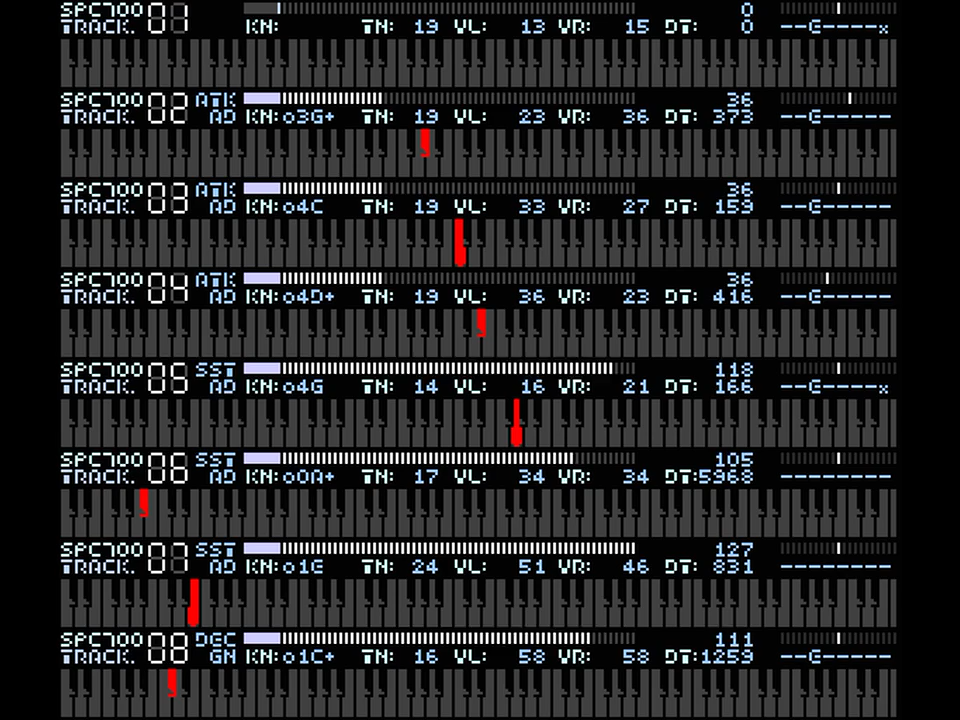 SPC700 01 0
TRACK. KN: TN: 19 VL: 13 VR: 15 DT: 0 --E-----x
SPC700 02 ATK 36
TRACK. AD KN:o3G+ TN: 19 VL: 23 VR: 36 DT: 373 --E-----
SPC700 03 ATK 36
TRACK. AD KN:o4C TN: 19 VL: 33 VR: 27 DT: 159 --E-----
SPC700 04 ATK 36
TRACK. AD KN:o4D+ TN: 19 VL: 36 VR: 23 DT: 416 --E-----
SPC700 05 SST 118
TRACK. AD KN:o4G TN: 14 VL: 16 VR: 21 DT: 166 --E-----x
SPC700 06 SST 105
TRACK. AD KN:o0A+ TN: 17 VL: 34 VR: 34 DT:5968 --------
SPC700 07 SST 127
TRACK. AD KN:o1E TN: 24 VL: 51 VR: 46 DT: 831 --------
SPC700 08 DEC 111
TRACK. GN KN:o1C+ TN: 16 VL: 58 VR: 58 DT:1259 --E-----